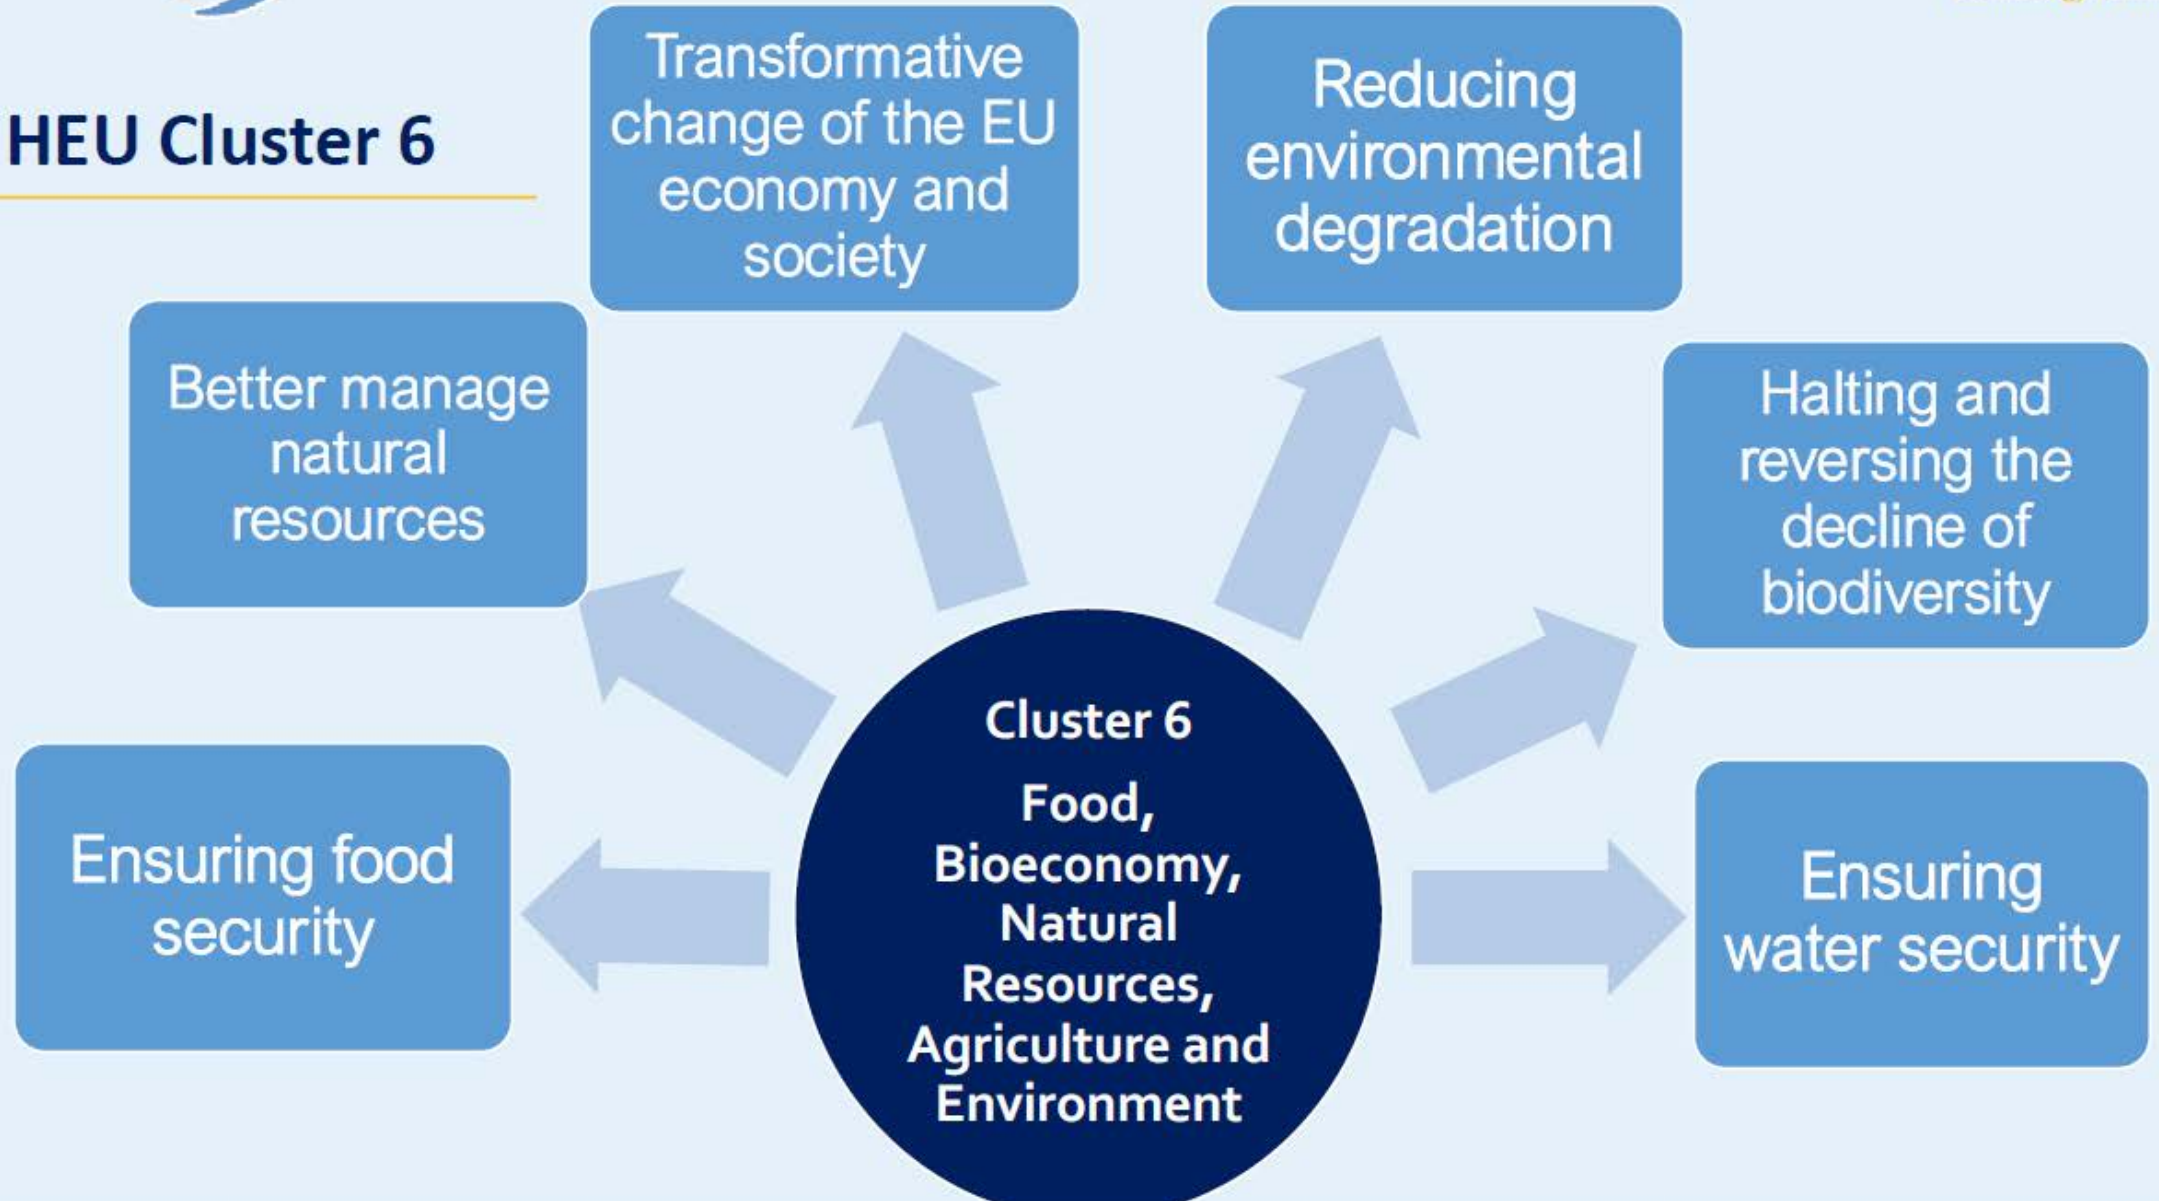 HEU Cluster 6
Transformative
change of the EU
economy and
society
Reducing
environmental
degradation
Better manage
natural
resources
Halting and
reversing the
decline of
biodiversity
Ensuring food
security
Cluster 6
Food,
Bioeconomy,
Natural
Resources,
Agriculture and
Environment
Ensuring
water security